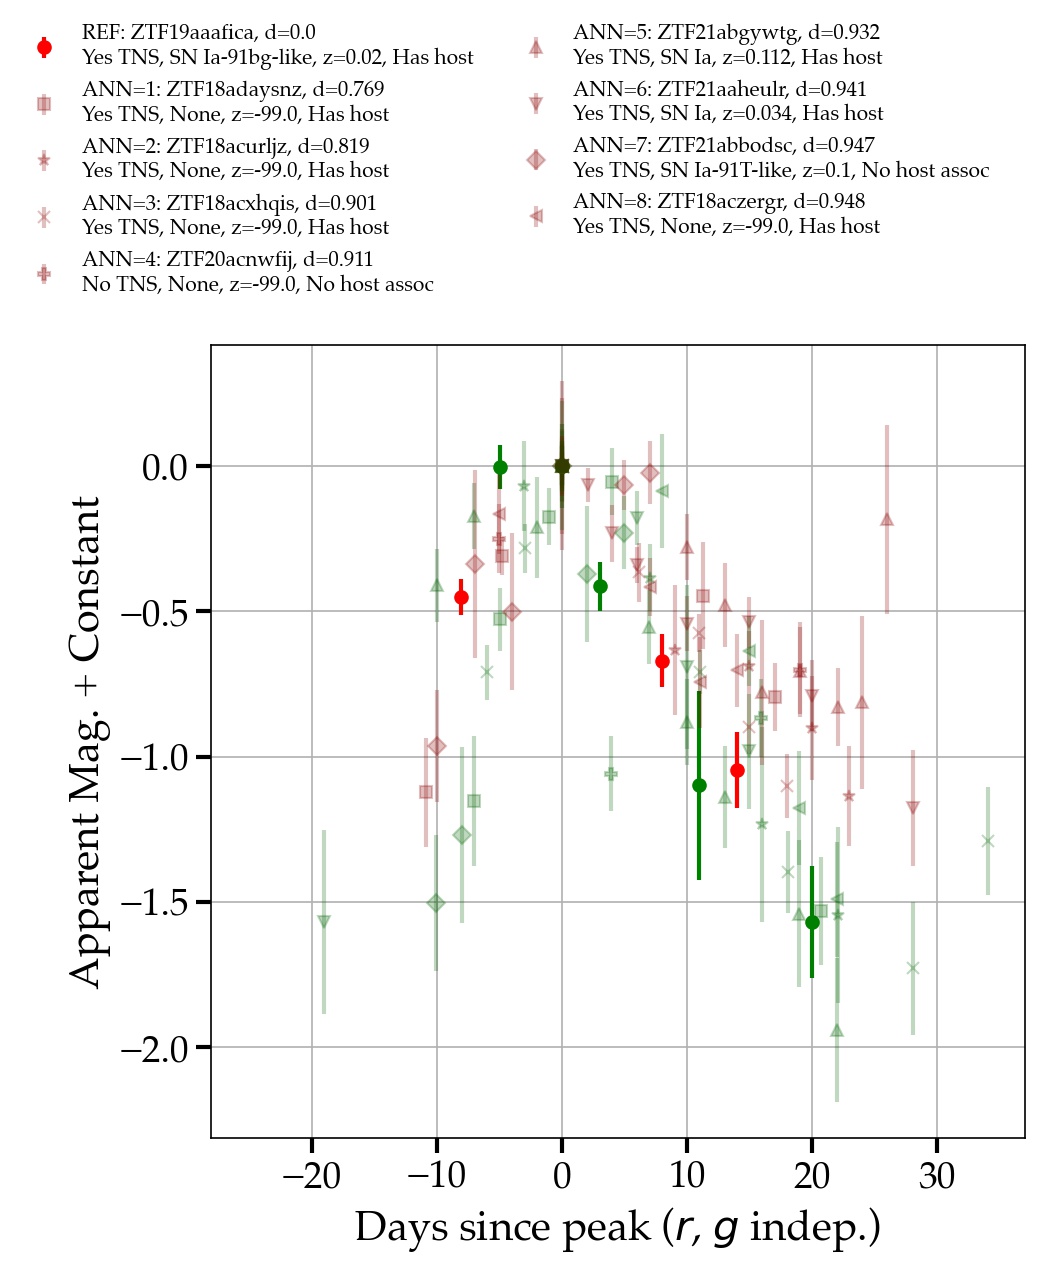 REF: ZTF19aaafica, d=0.0
Yes TNS, SN Ia-91bg-like, z=0.02, Has host
ANN=1: ZTF18adaysnz, d=0.769
Yes TNS, None, z=-99.0, Has host
ANN=2: ZTF18acurljz, d=0.819
Yes TNS, None, z=-99.0, Has host
ANN=3: ZTF18acxhqis, d=0.901
Yes TNS, None, z=-99.0, Has host
ANN=4: ZTF20acnwfij, d=0.911
No TNS, None, z=-99.0, No host assoc
ANN=5: ZTF21abgywtg, d=0.932
Yes TNS, SN Ia, z=0.112, Has host
ANN=6: ZTF21aaheulr, d=0.941
Yes TNS, SN Ia, z=0.034, Has host
ANN=7: ZTF21abbodsc, d=0.947
Yes TNS, SN Ia-91T-like, z=0.1, No host assoc
ANN=8: ZTF18aczergr, d=0.948
Yes TNS, None, z=-99.0, Has host
Apparent Mag. + Constant
0.0
−0.5
−1.0
−1.5
−2.0
−20 −10 0 10 20 30
Days since peak (r, g indep.)